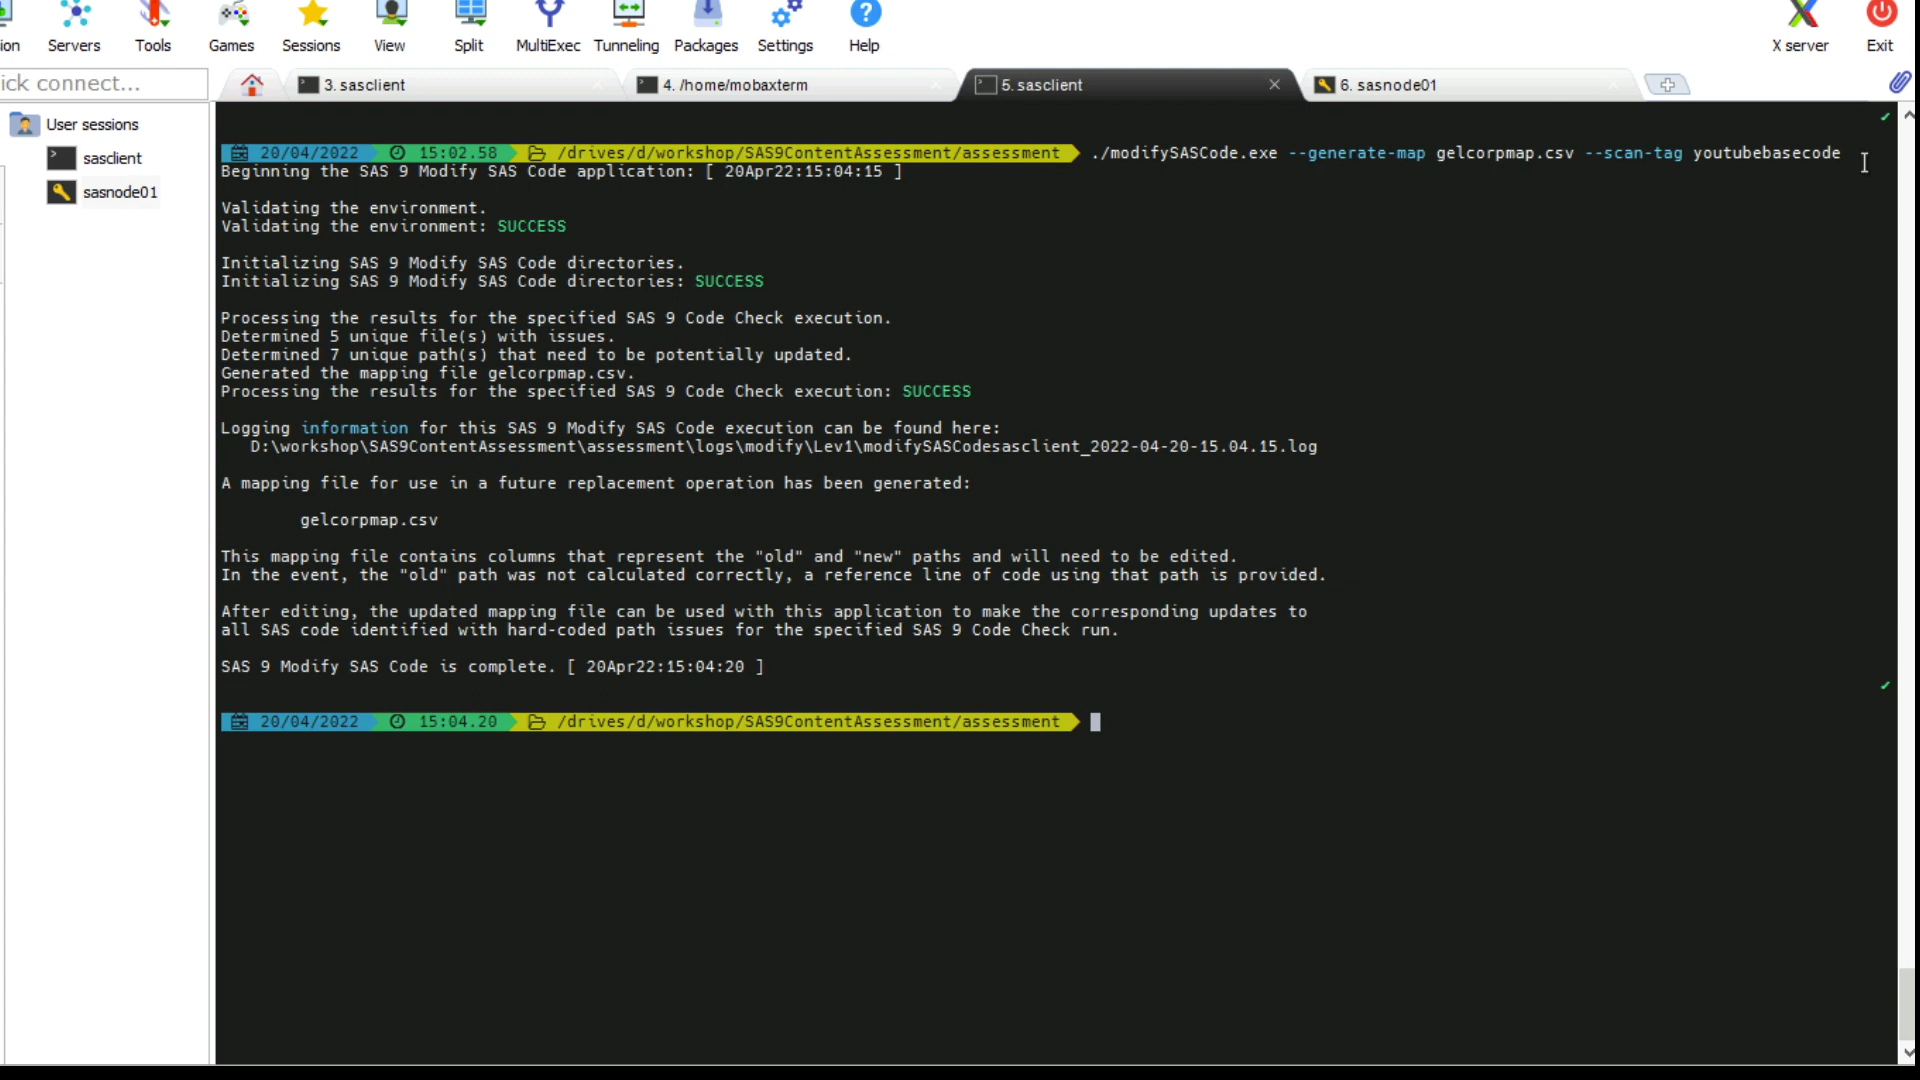 ion Servers Tools Games Sessions View Split MultiExec Tunneling Packages Settings Help X server Exit
ick connect... 3. sasclient 4. /home/mobaxterm 5. sasclient 6. sasnode01
User sessions
sasclient
sasnode01
20/04/2022 15:02.58 /drives/d/workshop/SAS9ContentAssessment/assessment ./modifySASCode.exe --generate-map gelcorpmap.csv --scan-tag youtubebasecode
Beginning the SAS 9 Modify SAS Code application: [ 20Apr22:15:04:15 ]
Validating the environment.
Validating the environment: SUCCESS
Initializing SAS 9 Modify SAS Code directories.
Initializing SAS 9 Modify SAS Code directories: SUCCESS
Processing the results for the specified SAS 9 Code Check execution.
Determined 5 unique file(s) with issues.
Determined 7 unique path(s) that need to be potentially updated.
Generated the mapping file gelcorpmap.csv.
Processing the results for the specified SAS 9 Code Check execution: SUCCESS
Logging information for this SAS 9 Modify SAS Code execution can be found here:
D:\workshop\SAS9ContentAssessment\assessment\logs\modify\Lev1\modifySASCodesasclient_2022-04-20-15.04.15.log
A mapping file for use in a future replacement operation has been generated:
gelcorpmap.csv
This mapping file contains columns that represent the "old" and "new" paths and will need to be edited.
In the event, the "old" path was not calculated correctly, a reference line of code using that path is provided.
After editing, the updated mapping file can be used with this application to make the corresponding updates to
all SAS code identified with hard-coded path issues for the specified SAS 9 Code Check run.
SAS 9 Modify SAS Code is complete. [ 20Apr22:15:04:20 ]
20/04/2022 15:04.20 /drives/d/workshop/SAS9ContentAssessment/assessment